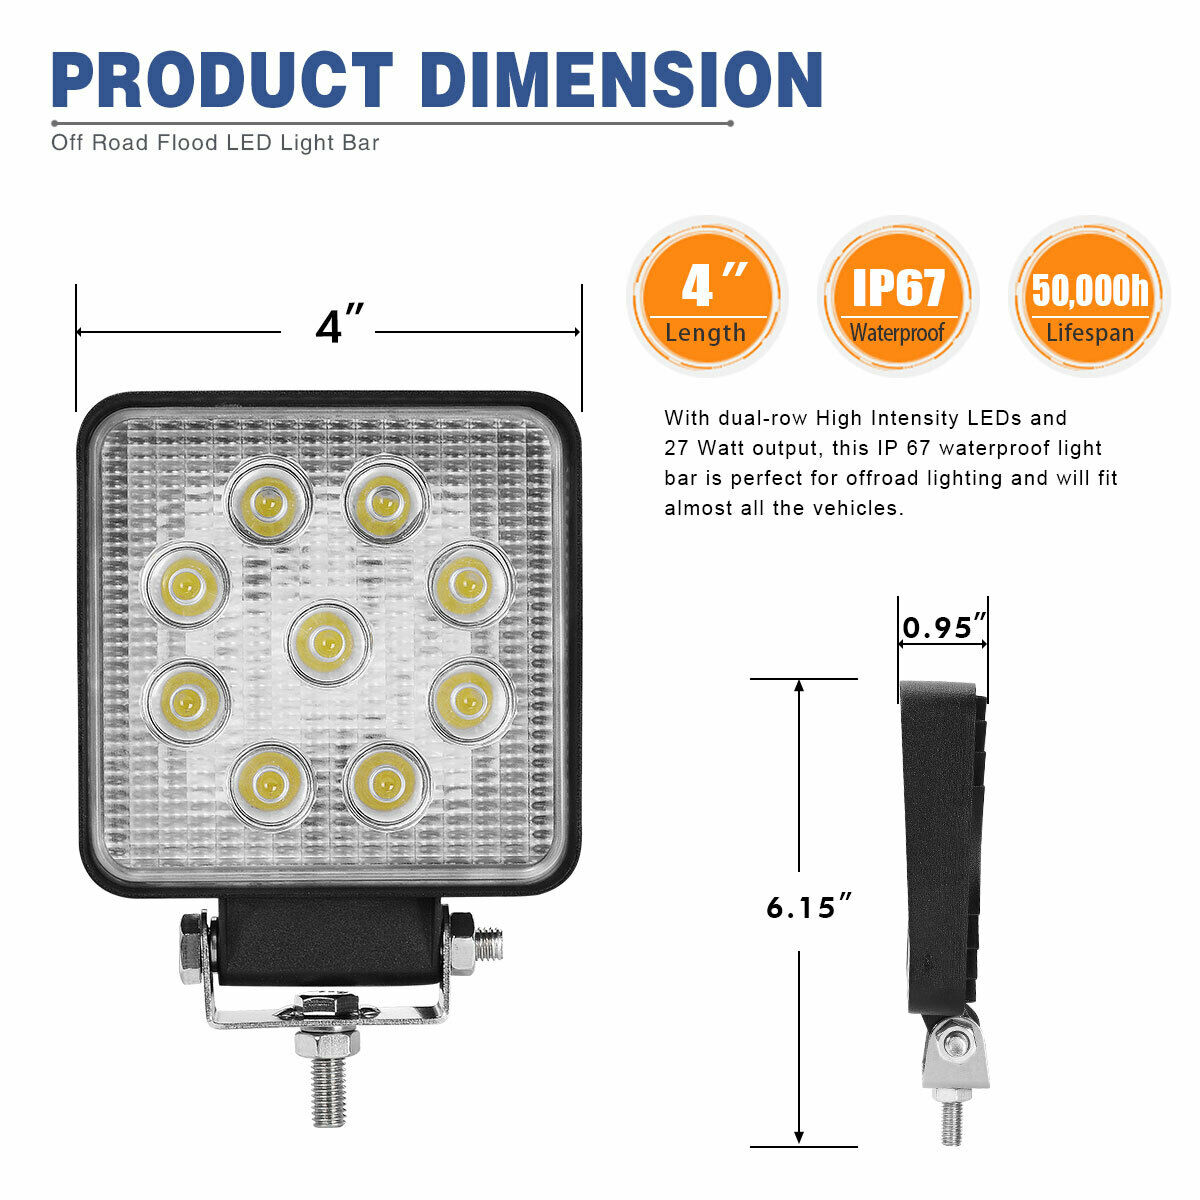 PRODUCT DIMENSION
Off Road Flood LED Light Bar
4″
4″
Length
IP67
Waterproof
50,000h
Lifespan
With dual-row High Intensity LEDs and
27 Watt output, this IP 67 waterproof light
bar is perfect for offroad lighting and will fit
almost all the vehicles.
0.95″
6.15″